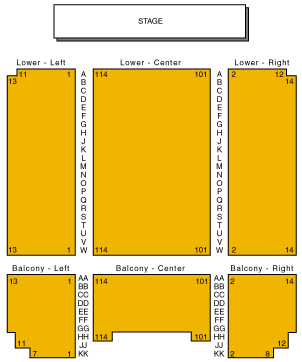 STAGE
Lower - Left Lower - Center Lower - Right
11 1 A 114 101 A 2 12
13 B B 14
C C
D D
E E
F F
G G
H H
J J
K K
L L
M M
N N
O O
P P
Q Q
R R
S S
T T
U U
V V
13 1 W 114 101 W 2 14
Balcony - Left Balcony - Center Balcony - Right
13 1 AA 114 101 AA 2 14
BB BB
CC CC
DD DD
EE EE
FF FF
GG GG
HH 114 101 HH
11 JJ JJ 12
7 1 KK KK 2 8